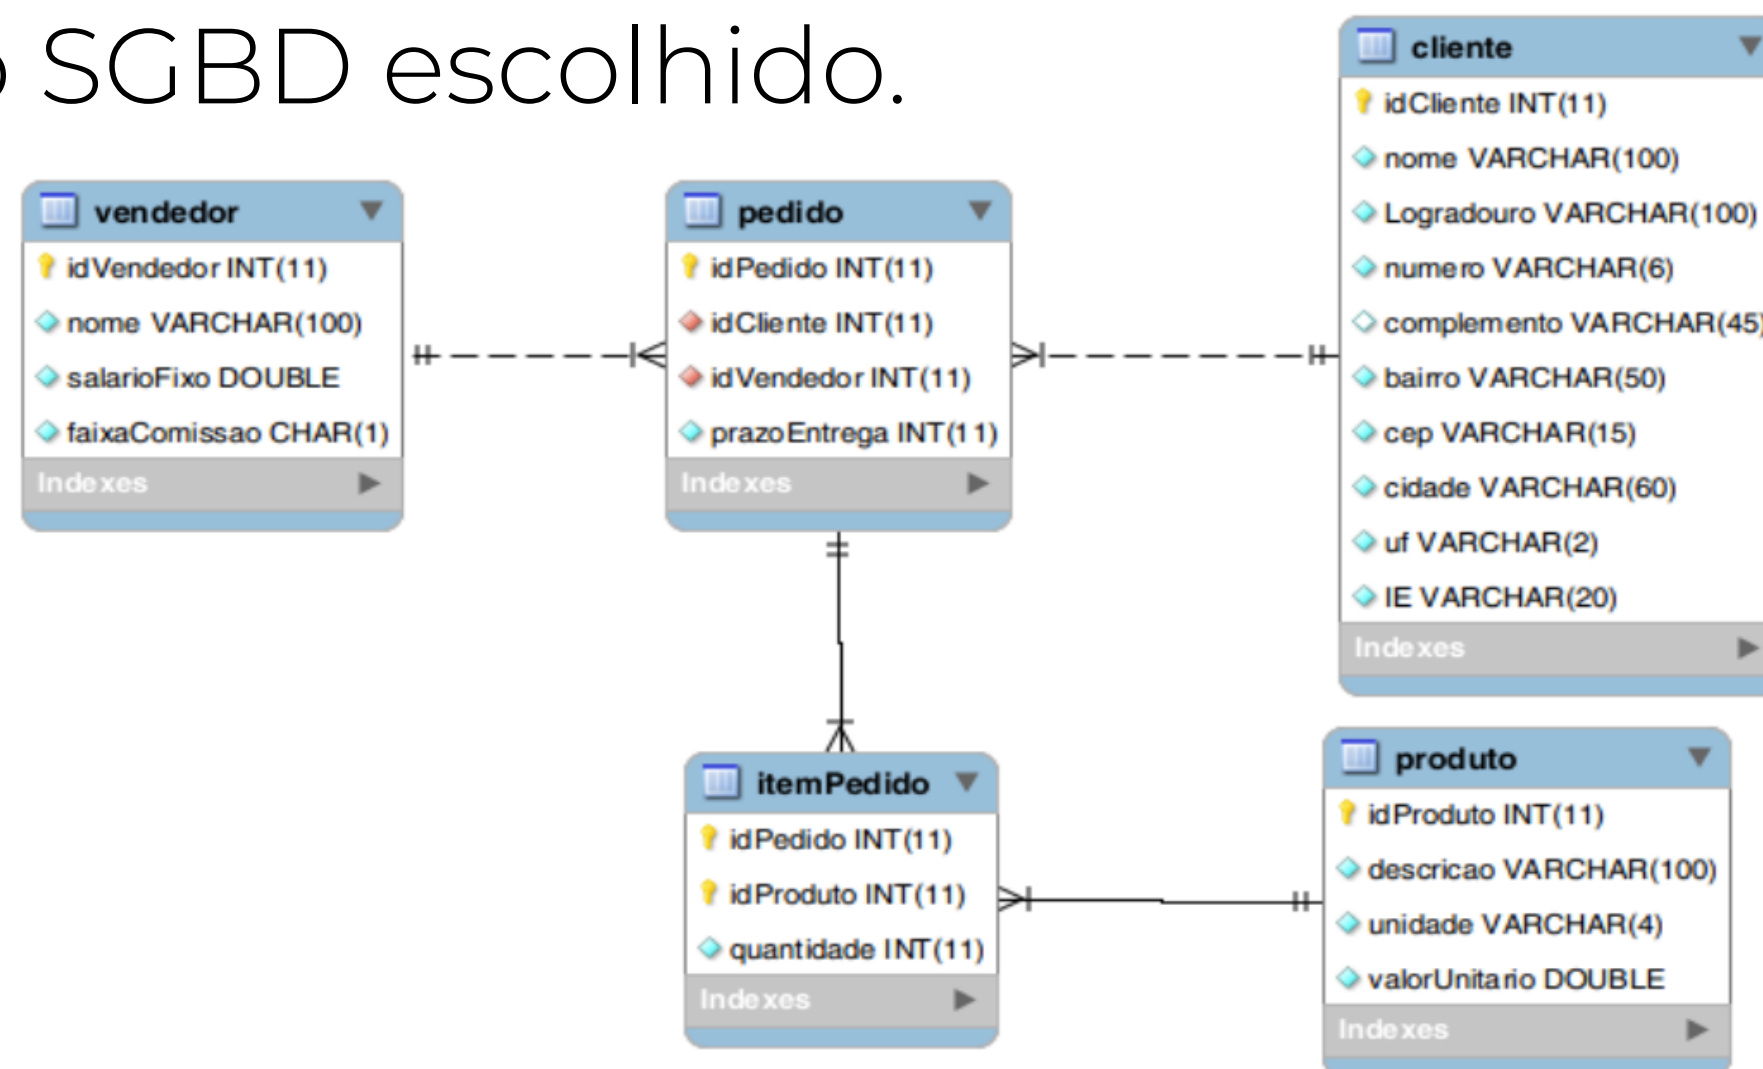 o SGBD escolhido.
vendedor
idVendedor INT(11)
nome VARCHAR(100)
salarioFixo DOUBLE
faixaComissao CHAR(1)
Indexes
pedido
idPedido INT(11)
idCliente INT(11)
idVendedor INT(11)
prazoEntrega INT(11)
Indexes
cliente
idCliente INT(11)
nome VARCHAR(100)
Logradouro VARCHAR(100)
numero VARCHAR(6)
complemento VARCHAR(45)
bairro VARCHAR(50)
cep VARCHAR(15)
cidade VARCHAR(60)
uf VARCHAR(2)
IE VARCHAR(20)
Indexes
itemPedido
idPedido INT(11)
idProduto INT(11)
quantidade INT(11)
Indexes
produto
idProduto INT(11)
descricao VARCHAR(100)
unidade VARCHAR(4)
valorUnitario DOUBLE
Indexes